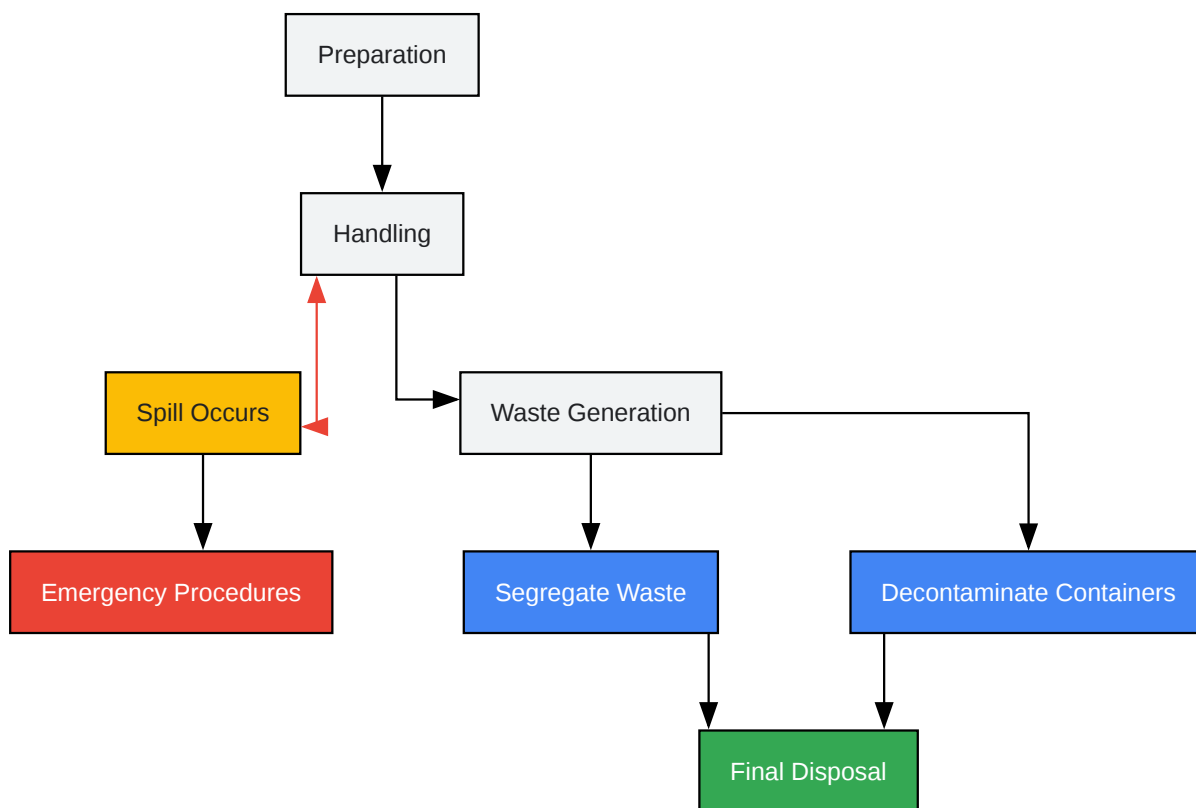 Preparation
Handling
Spill Occurs
Waste Generation
Emergency Procedures
Segregate Waste
Decontaminate Containers
Final Disposal